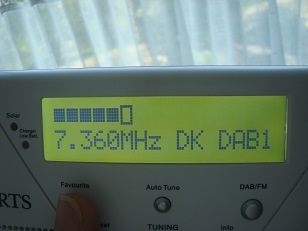 Solar
Charge/
Low Batt.
7.360MHz DK DAB1
Favourite
Auto Tune
DAB/FM
RTS
TUNING
Info